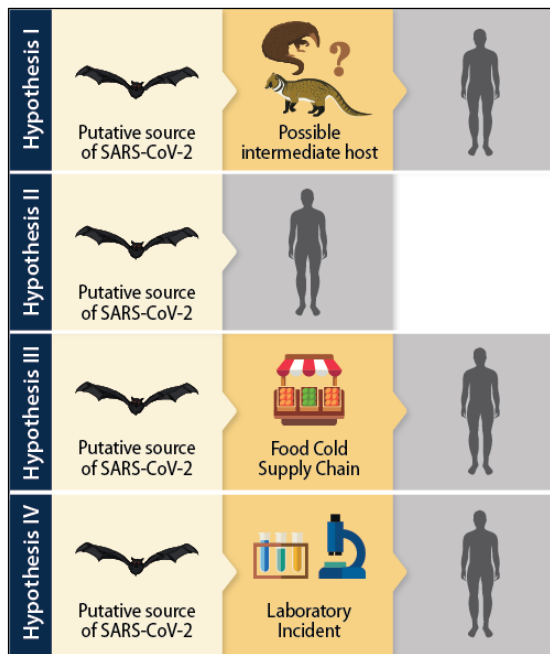 Hypothesis I
Putative source
of SARS-CoV-2
?
Possible
intermediate host
Hypothesis II
Putative source
of SARS-CoV-2
Hypothesis III
Putative source
of SARS-CoV-2
Food Cold
Supply Chain
Hypothesis IV
Putative source
of SARS-CoV-2
Laboratory
Incident